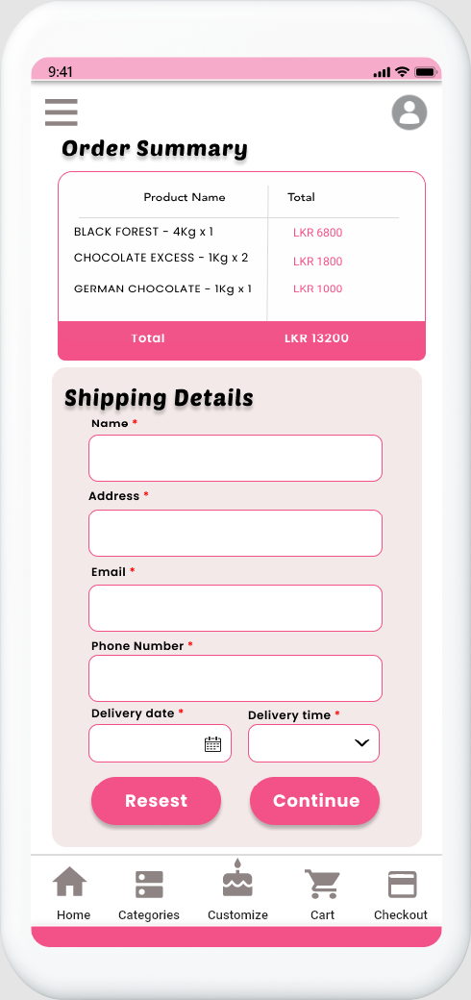 9:41
Order Summary
Product Name Total
BLACK FOREST - 4Kg x 1 LKR 6800
CHOCOLATE EXCESS - 1Kg x 2 LKR 1800
GERMAN CHOCOLATE - 1Kg x 1 LKR 1000
Total LKR 13200
Shipping Details
Name *
Address *
Email *
Phone Number *
Delivery date * Delivery time *
Resest Continue
Home Categories Customize Cart Checkout